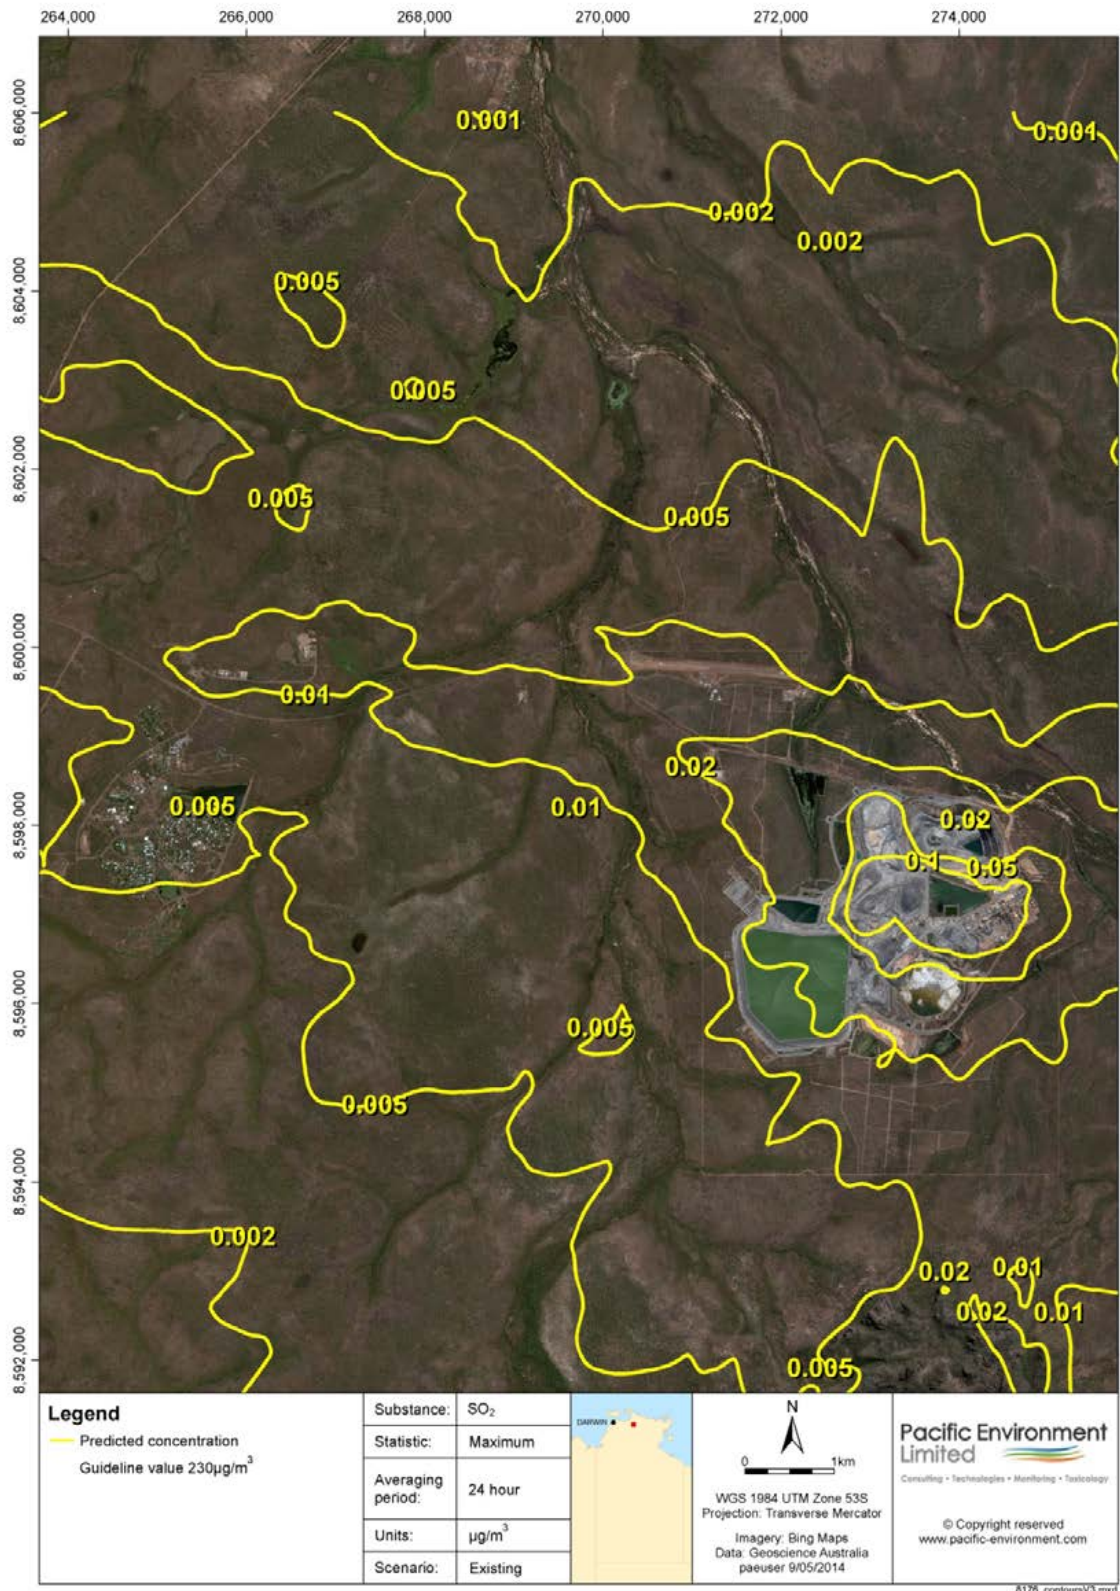 264,000 266,000 268,000 270,000 272,000 274,000
8,606,000
8,604,000
8,602,000
8,600,000
8,598,000
8,596,000
8,594,000
8,592,000
0.001
0.001
0.002
0.002
0.005
0.005
0.005
0.005
0.01
0.02
0.005
0.01
0.02
0.1
0.05
0.005
0.005
0.002
0.02
0.01
0.02
0.01
0.005
Legend
Predicted concentration
Guideline value 230µg/m³
Substance: SO₂
Statistic: Maximum
Averaging period: 24 hour
Units: µg/m³
Scenario: Existing
DARWIN
N
0 1km
WGS 1984 UTM Zone 53S
Projection: Transverse Mercator
Imagery: Bing Maps
Data: Geoscience Australia
paeuser 9/05/2014
Pacific Environment
Limited
Consulting • Technologies • Monitoring • Toxicology
© Copyright reserved
www.pacific-environment.com